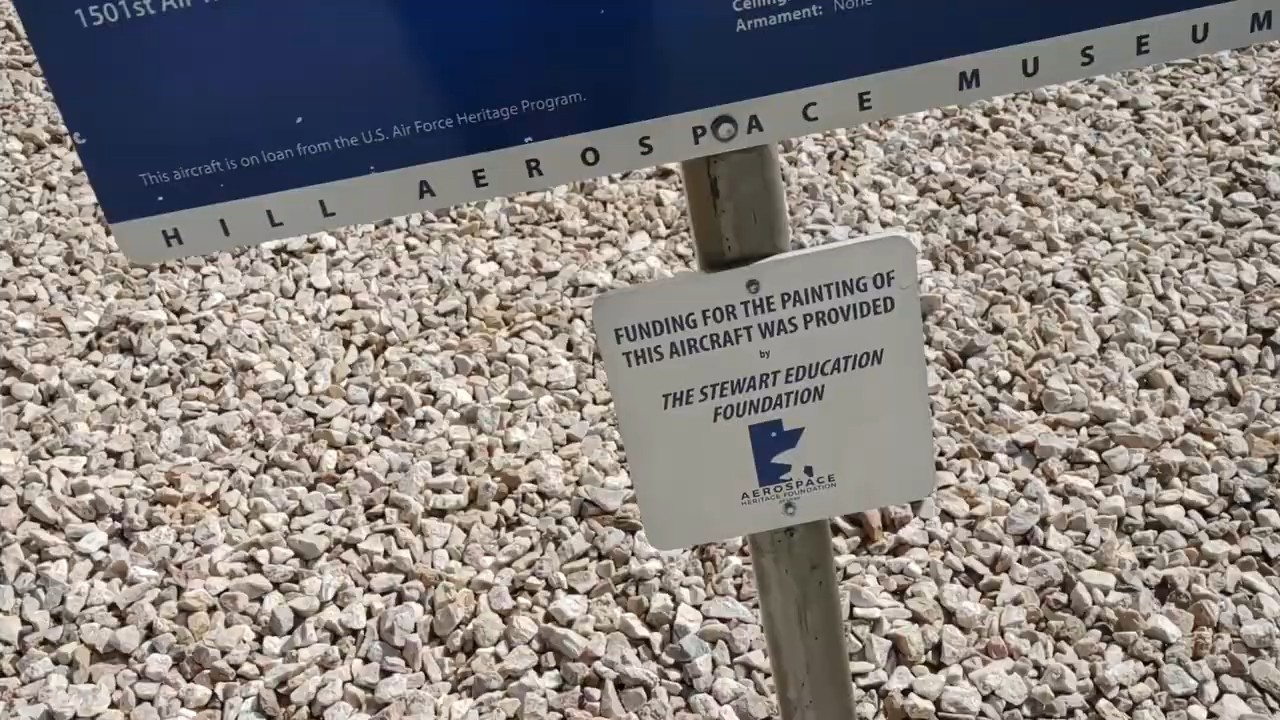 1501st Air
Ceiling:
Armament: None
This aircraft is on loan from the U.S. Air Force Heritage Program.
HILL AEROSPACE MUSEUM
FUNDING FOR THE PAINTING OF
THIS AIRCRAFT WAS PROVIDED
by
THE STEWART EDUCATION
FOUNDATION
AEROSPACE
HERITAGE FOUNDATION